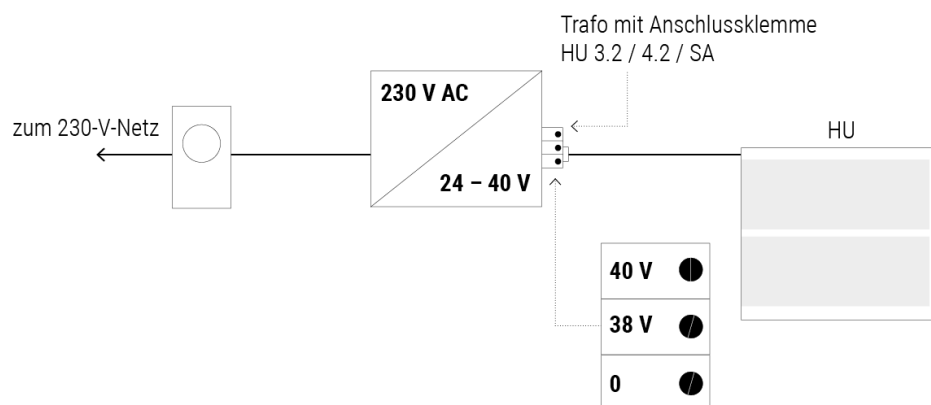 Trafo mit Anschlussklemme
HU 3.2 / 4.2 / SA
230 V AC
zum 230-V-Netz
HU
24 – 40 V
40 V
38 V
0